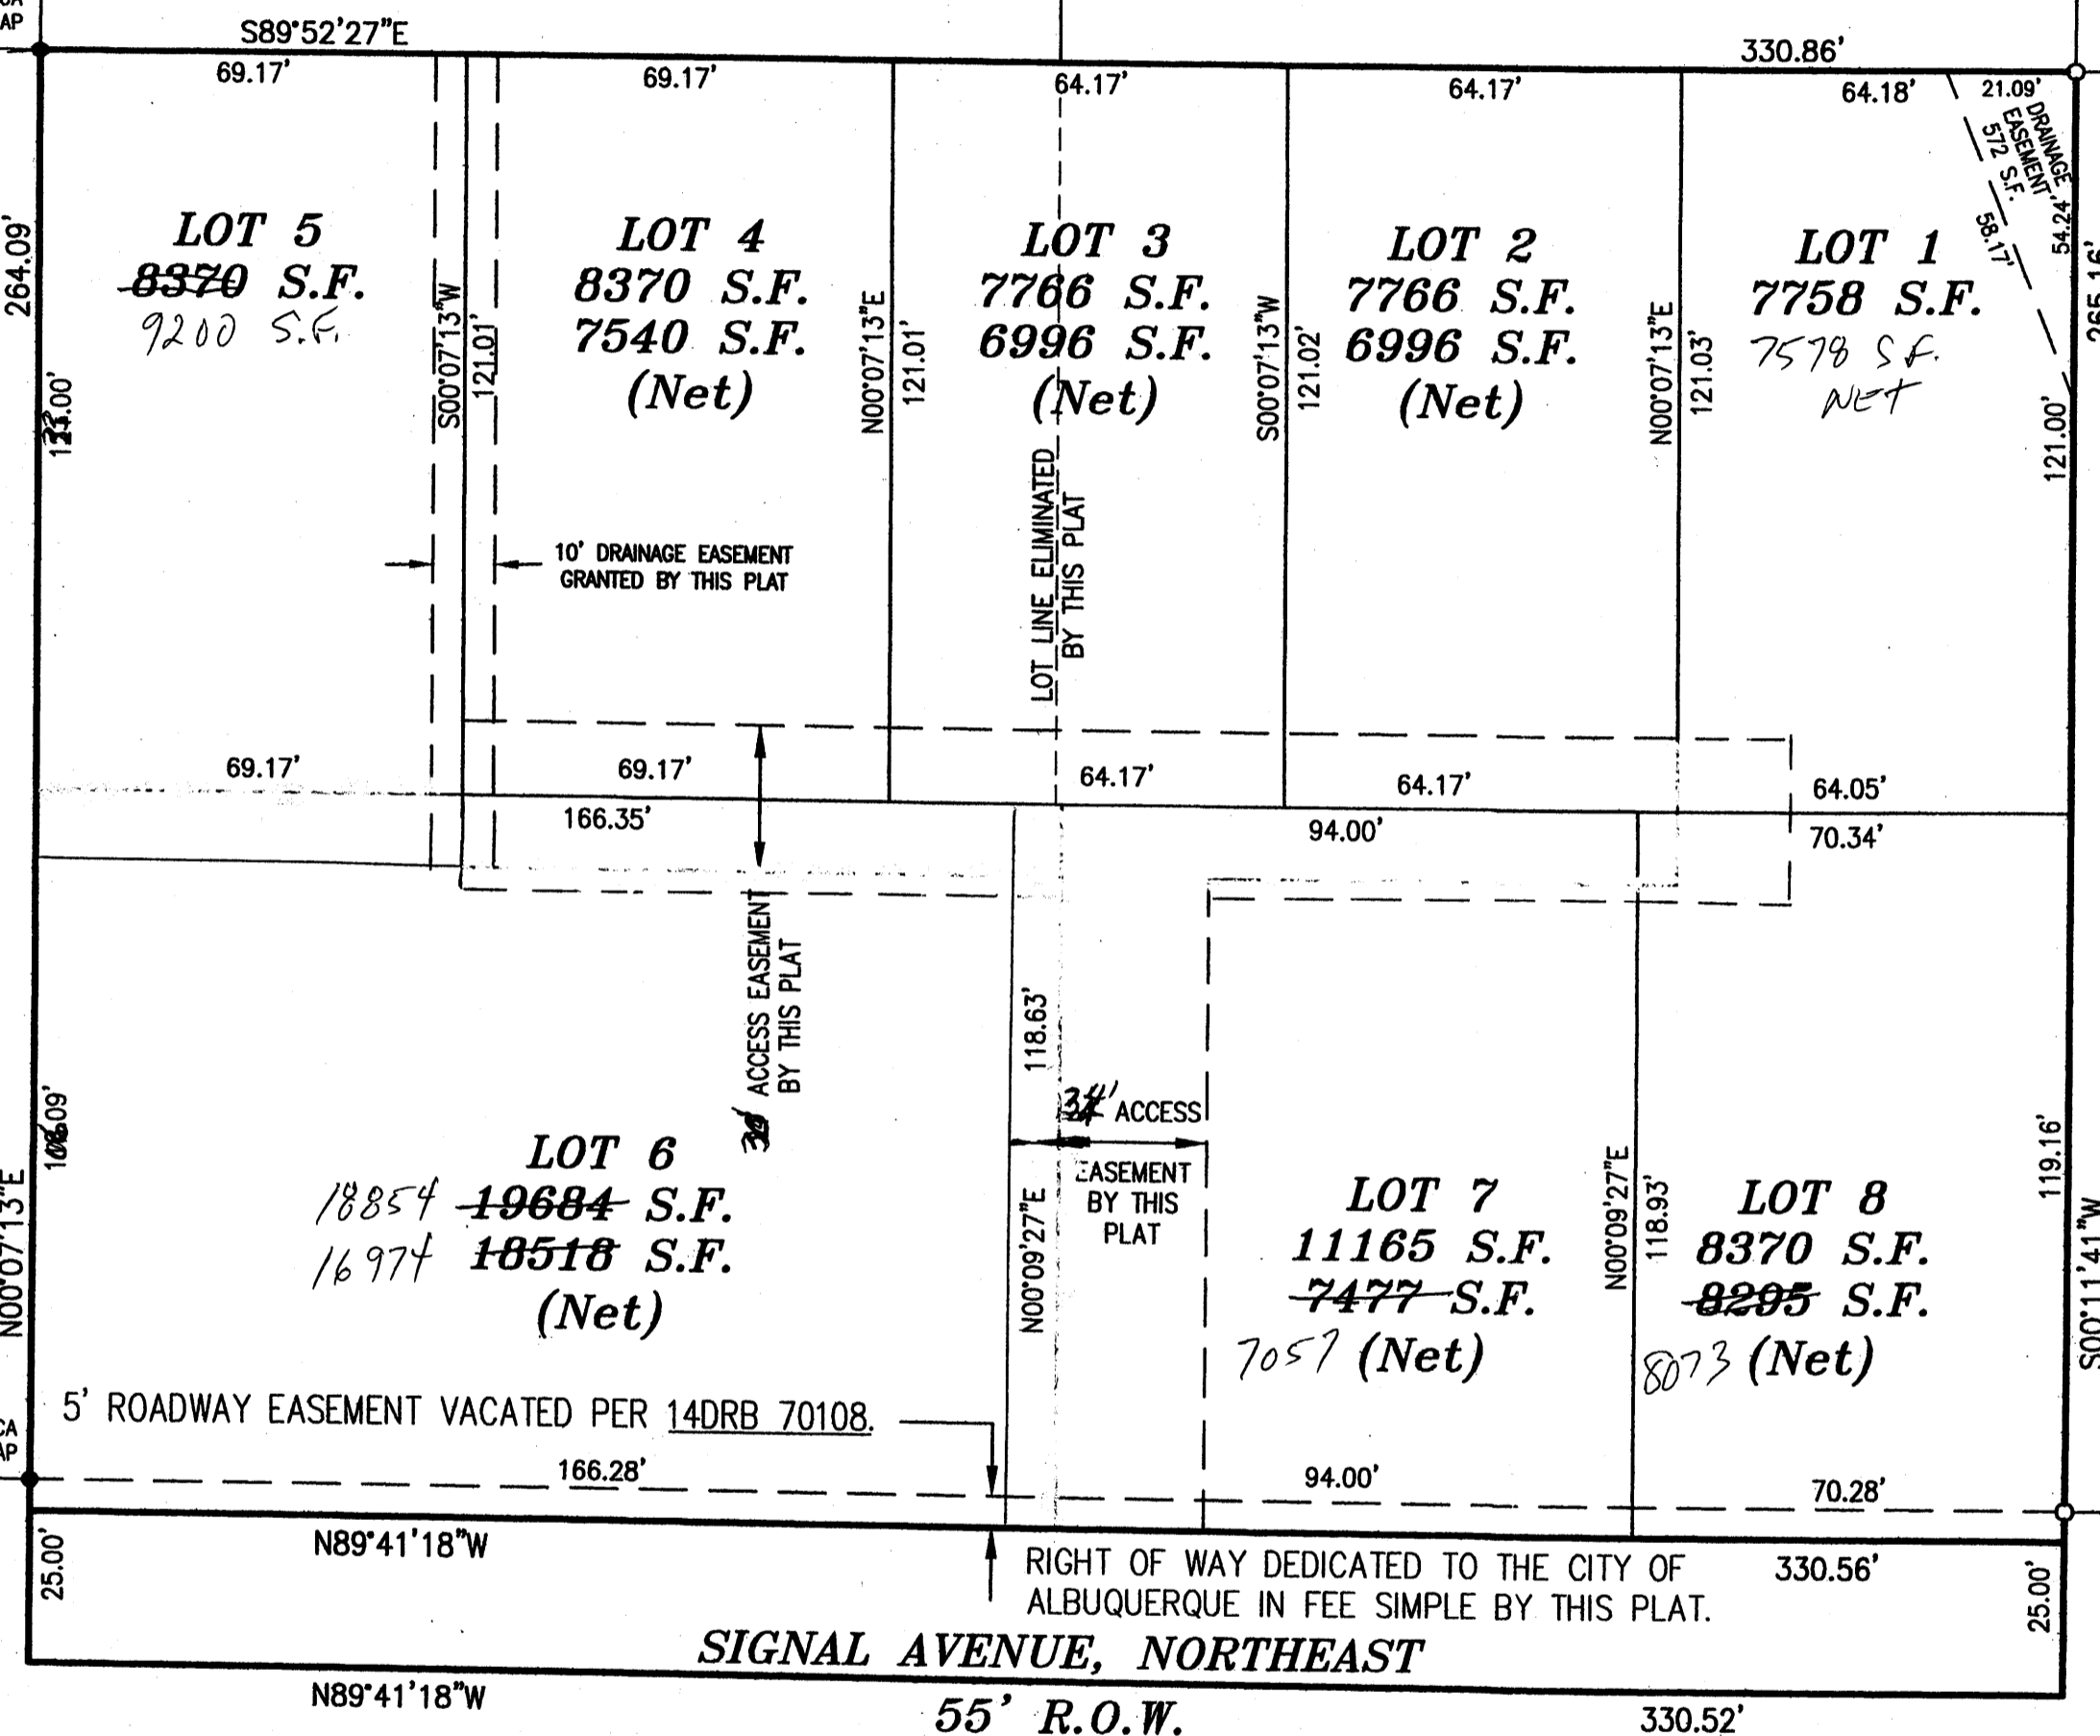 AP
S89°52'27"E
330.86'
69.17'
69.17'
64.17'
64.17'
64.18'
21.09'
DRAINAGE
EASEMENT
572 S.F.
58.17'
54.24'
264.09'
LOT 5
8370 S.F.
9200 S.F.
S00°07'13"W
121.01'
LOT 4
8370 S.F.
7540 S.F.
(Net)
N00°07'13"E
121.01'
LOT 3
7766 S.F.
6996 S.F.
(Net)
S00°07'13"W
121.02'
LOT 2
7766 S.F.
6996 S.F.
(Net)
N00°07'13"E
121.03'
LOT 1
7758 S.F.
7578 S.F.
NET
121.00'
265.16'
10' DRAINAGE EASEMENT
GRANTED BY THIS PLAT
LOT LINE ELIMINATED
BY THIS PLAT
69.17'
69.17'
64.17'
64.17'
64.05'
166.35'
94.00'
70.34'
ACCESS EASEMENT
BY THIS PLAT
118.63'
N00°09'27"E
34' ACCESS
EASEMENT
BY THIS
PLAT
LOT 6
18854 19684 S.F.
16974 18518 S.F.
(Net)
LOT 7
11165 S.F.
7477 S.F.
7057 (Net)
N00°09'27"E
118.93'
LOT 8
8370 S.F.
8295 S.F.
8073 (Net)
119.16'
S00°11'41"W
N00°07'13"E
5' ROADWAY EASEMENT VACATED PER 14DRB 70108.
CA
AP
166.28'
94.00'
70.28'
25.00'
N89°41'18"W
RIGHT OF WAY DEDICATED TO THE CITY OF
ALBUQUERQUE IN FEE SIMPLE BY THIS PLAT.
330.56'
25.00'
SIGNAL AVENUE, NORTHEAST
N89°41'18"W
55' R.O.W.
330.52'